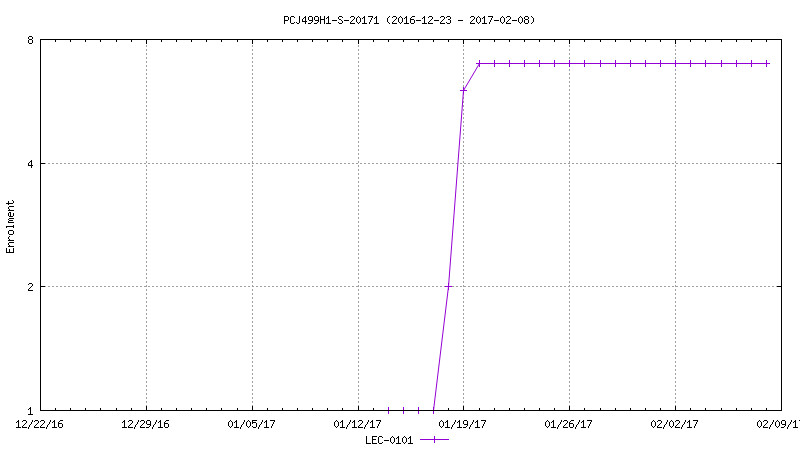 PCJ499H1-S-20171 (2016-12-23 - 2017-02-08)
8
4
Enrolment
2
1
12/22/16 12/29/16 01/05/17 01/12/17 01/19/17 01/26/17 02/02/17 02/09/1
LEC-0101